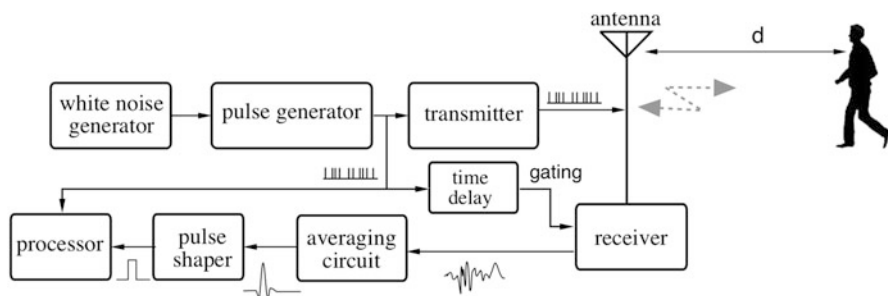 antenna
d
white noise
generator
pulse generator
transmitter
time
delay
gating
processor
pulse
shaper
averaging
circuit
receiver